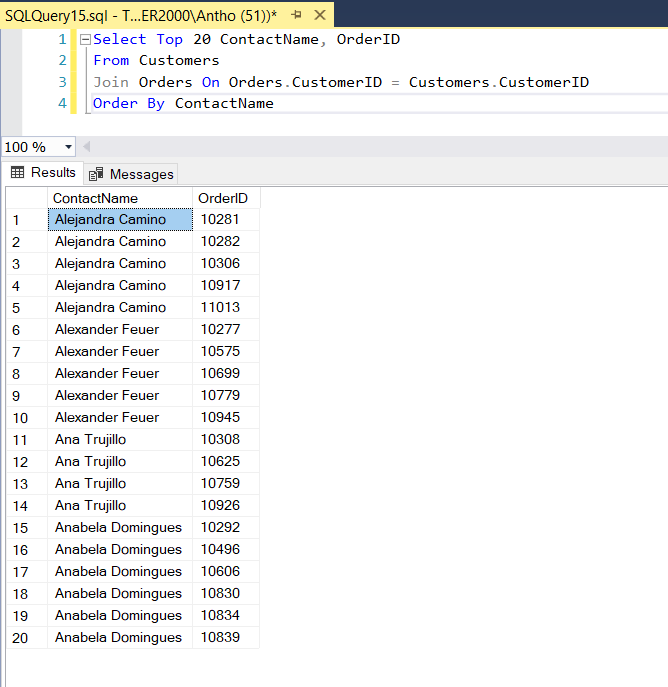 SQLQuery15.sql - T...ER2000\Antho (51))*
1 Select Top 20 ContactName, OrderID
2 From Customers
3 Join Orders On Orders.CustomerID = Customers.CustomerID
4 Order By ContactName
100 %
Results Messages
ContactName OrderID
1 Alejandra Camino 10281
2 Alejandra Camino 10282
3 Alejandra Camino 10306
4 Alejandra Camino 10917
5 Alejandra Camino 11013
6 Alexander Feuer 10277
7 Alexander Feuer 10575
8 Alexander Feuer 10699
9 Alexander Feuer 10779
10 Alexander Feuer 10945
11 Ana Trujillo 10308
12 Ana Trujillo 10625
13 Ana Trujillo 10759
14 Ana Trujillo 10926
15 Anabela Domingues 10292
16 Anabela Domingues 10496
17 Anabela Domingues 10606
18 Anabela Domingues 10830
19 Anabela Domingues 10834
20 Anabela Domingues 10839